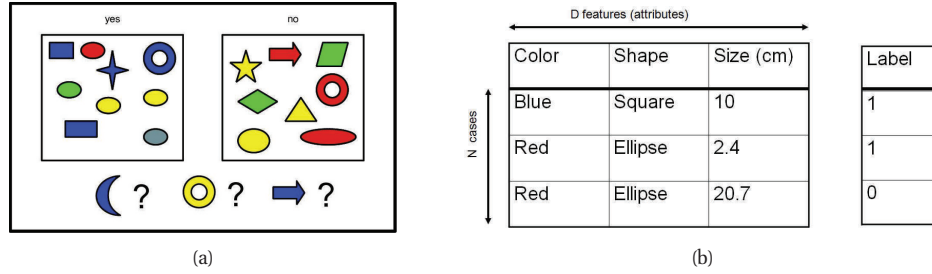 yes no
? ? ?
(a)
D features (attributes)
N cases
Color Shape Size (cm) Label
Blue Square 10 1
Red Ellipse 2.4 1
Red Ellipse 20.7 0
(b)